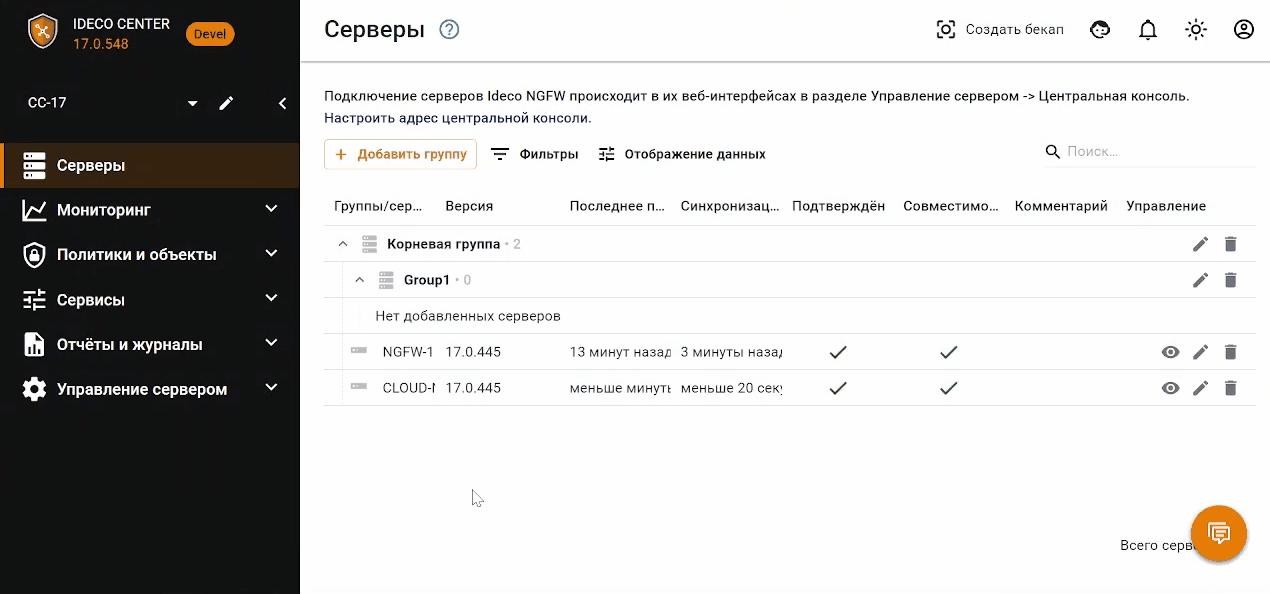 IDECO CENTER
17.0.548
Devel
CC-17
Серверы
Мониторинг
Политики и объекты
Сервисы
Отчёты и журналы
Управление сервером
Серверы
Создать бекап
Подключение серверов Ideco NGFW происходит в их веб-интерфейсах в разделе Управление сервером -> Центральная консоль.
Настроить адрес центральной консоли.
+ Добавить группу Фильтры Отображение данных Поиск...
Группы/сер... Версия Последнее п... Синхронизац... Подтверждён Совместимо... Комментарий Управление
Корневая группа • 2
Group1 • 0
Нет добавленных серверов
NGFW-1 17.0.445 13 минут назад 3 минуты
CLOUD- 17.0.445 меньше меньше 20
Всего